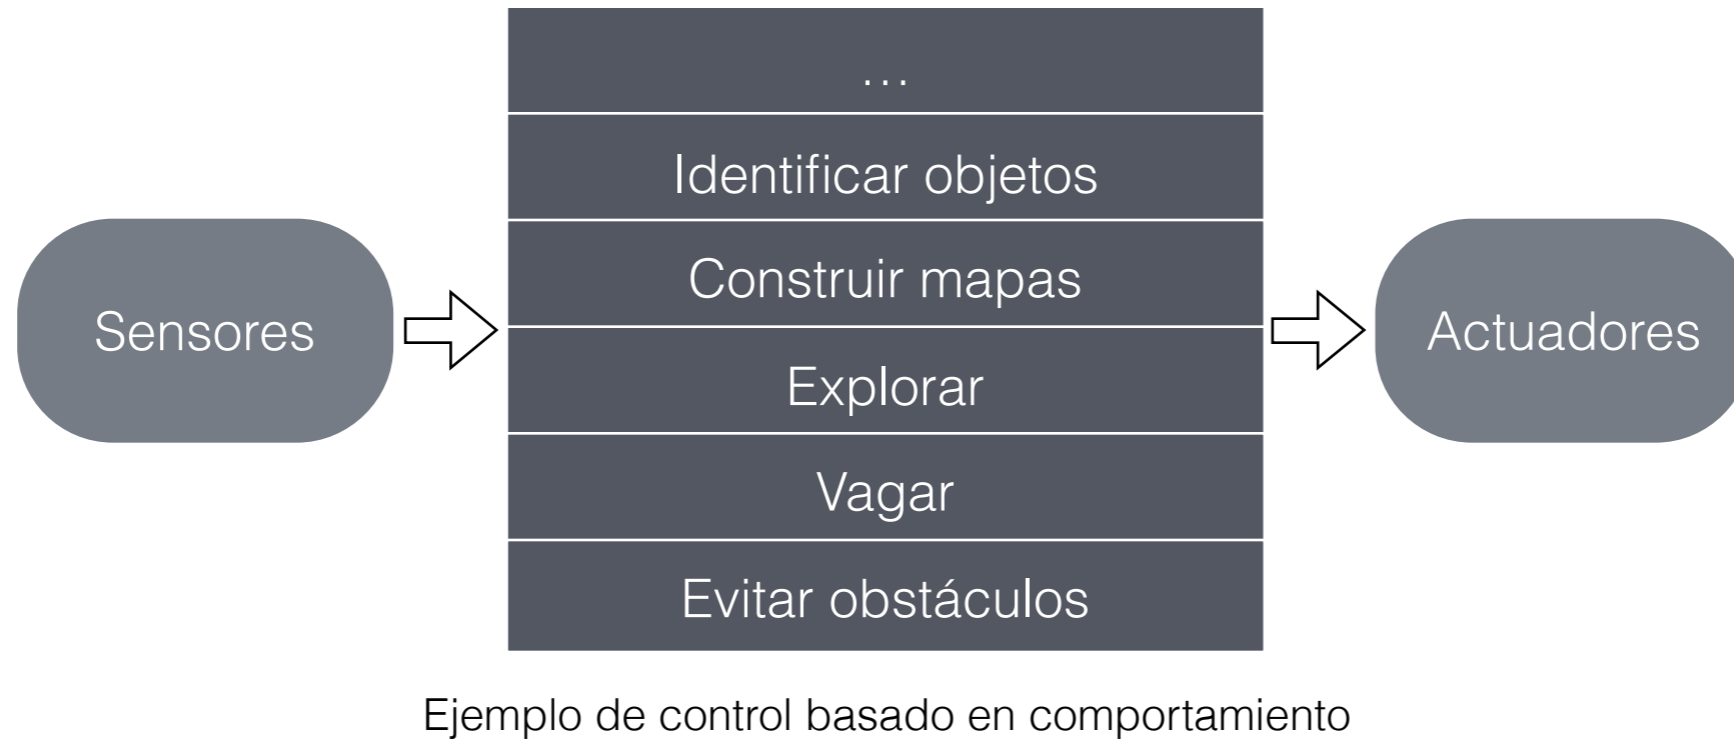 ...
Identificar objetos
Construir mapas
Sensores
Explorar
Actuadores
Vagar
Evitar obstáculos
Ejemplo de control basado en comportamiento